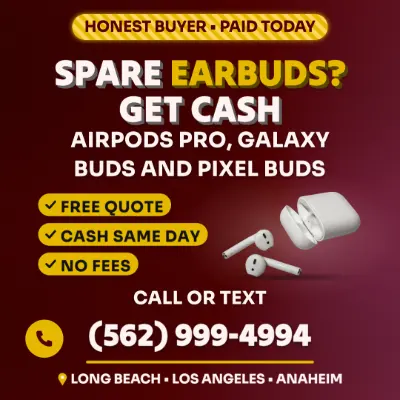 HONEST BUYER • PAID TODAY
SPARE EARBUDS?
GET CASH
AIRPODS PRO, GALAXY
BUDS AND PIXEL BUDS
FREE QUOTE
CASH SAME DAY
NO FEES
CALL OR TEXT
(562) 999-4994
LONG BEACH • LOS ANGELES • ANAHEIM